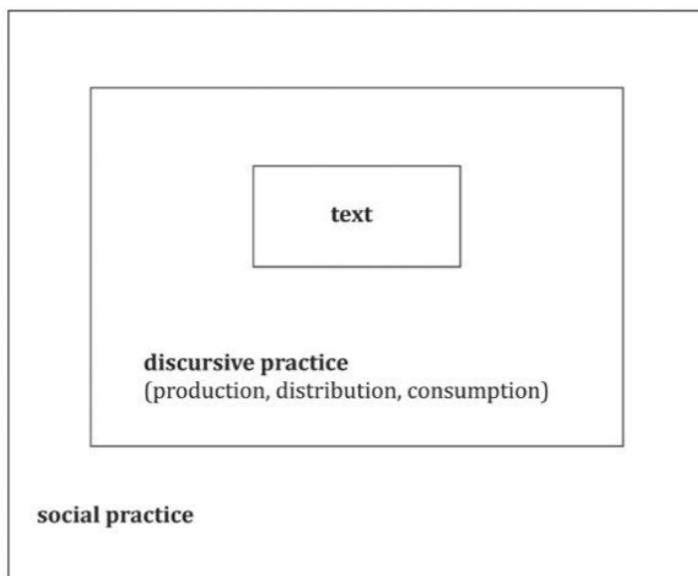 text
discursive practice
(production, distribution, consumption)
social practice